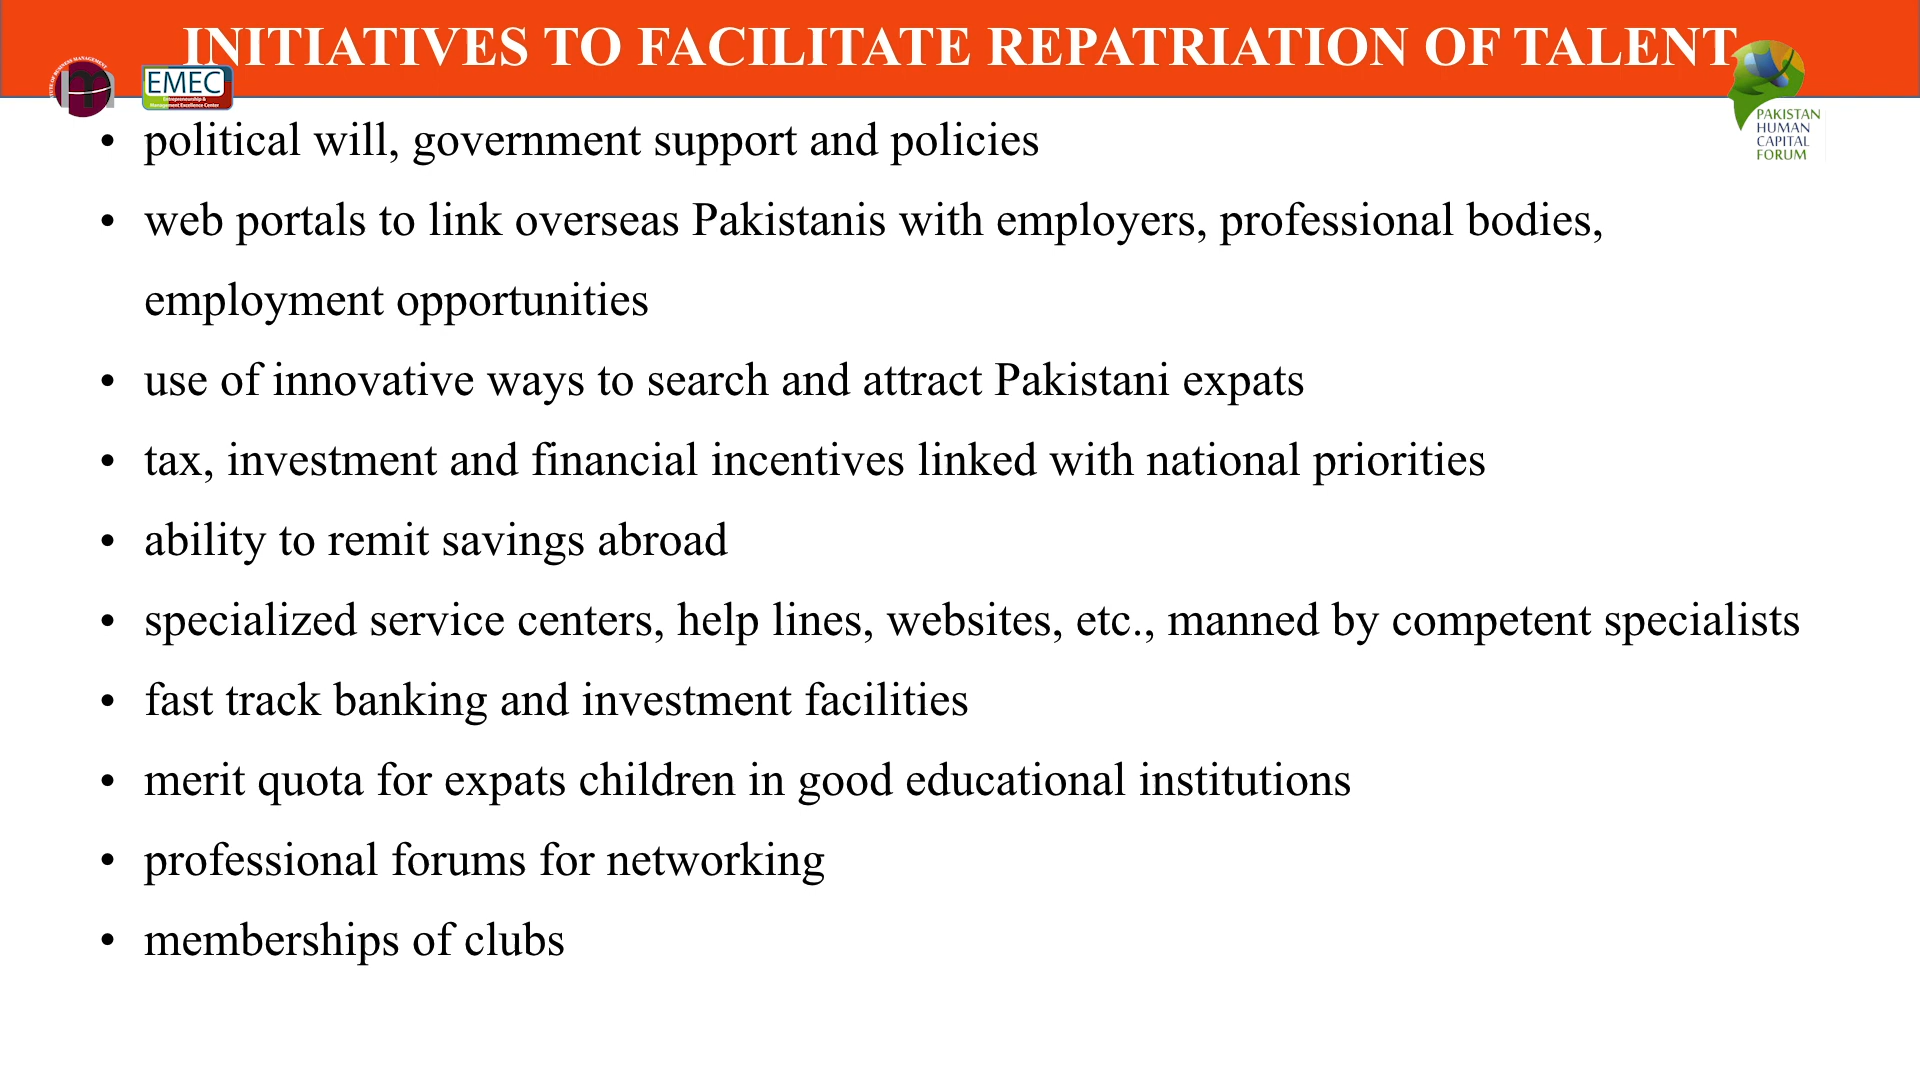 INITIATIVES TO FACILITATE REPATRIATION OF TALENT
EMEC
Entrepreneurship &
Management Excellence Center
PAKISTAN
HUMAN
CAPITAL
FORUM
• political will, government support and policies
• web portals to link overseas Pakistanis with employers, professional bodies,
employment opportunities
• use of innovative ways to search and attract Pakistani expats
• tax, investment and financial incentives linked with national priorities
• ability to remit savings abroad
• specialized service centers, help lines, websites, etc., manned by competent specialists
• fast track banking and investment facilities
• merit quota for expats children in good educational institutions
• professional forums for networking
• memberships of clubs